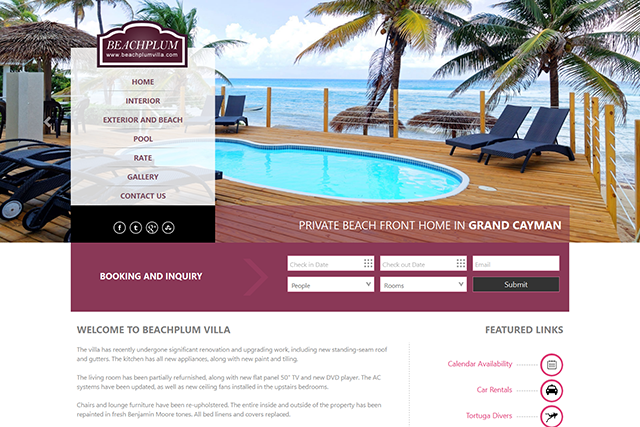 BEACHPLUM
www.beachplumvilla.com
HOME
INTERIOR
EXTERIOR AND BEACH
POOL
RATE
GALLERY
CONTACT US
PRIVATE BEACH FRONT HOME IN GRAND CAYMAN
BOOKING AND INQUIRY
Check in Date
Check out Date
Email
People
Rooms
Submit
WELCOME TO BEACHPLUM VILLA
The villa has recently undergone significant renovation and upgrading work, including new standing-seam roof
and gutters. The kitchen has all new appliances, along with new paint and tiling.
The living room has been partially refurnished, along with new flat panel 50" TV and new DVD player. The AC
systems have been updated, as well as new ceiling fans installed in the upstairs bedrooms.
Chairs and lounge furniture have been re-upholstered. The entire inside and outside of the property has been
repainted in fresh Benjamin Moore tones. All bed linens and covers replaced.
FEATURED LINKS
Calendar Availability
Car Rentals
Tortuga Divers